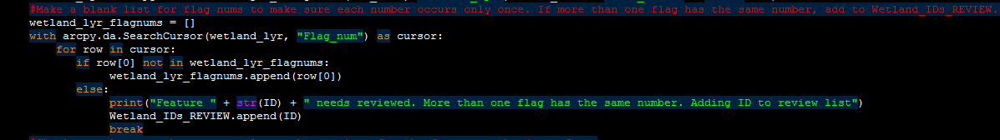 #Make a blank list for flag nums to make sure each number occurs only once. If more than one flag has the same number, add to Wetland_IDs_REVIEW.
wetland_lyr_flagnums = []
with arcpy.da.SearchCursor(wetland_lyr, "Flag_num") as cursor:
    for row in cursor:
        if row[0] not in wetland_lyr_flagnums:
            wetland_lyr_flagnums.append(row[0])
        else:
            print("Feature " + str(ID) + " needs reviewed. More than one flag has the same number. Adding ID to review list")
            Wetland_IDs_REVIEW.append(ID)
            break